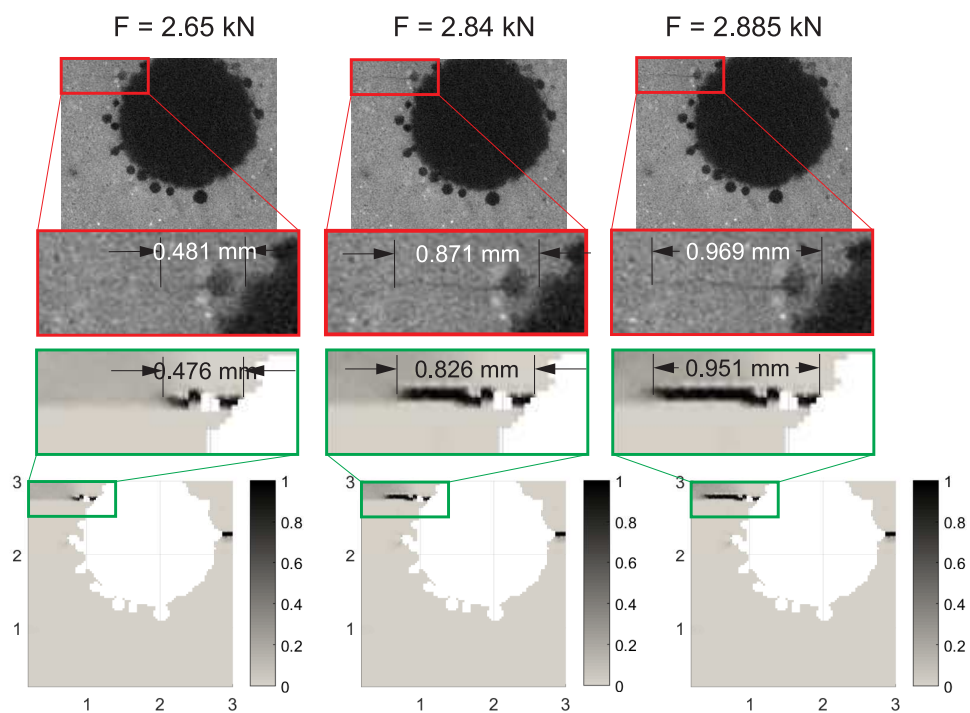 F = 2.65 kN F = 2.84 kN F = 2.885 kN
0.481 mm 0.871 mm 0.969 mm
0.476 mm 0.826 mm 0.951 mm
3 1 3 1 3 1
0.8 0.8 0.8
2 0.6 2 0.6 2 0.6
0.4 0.4 0.4
1 0.2 1 0.2 1 0.2
0 0 0
1 2 3 1 2 3 1 2 3